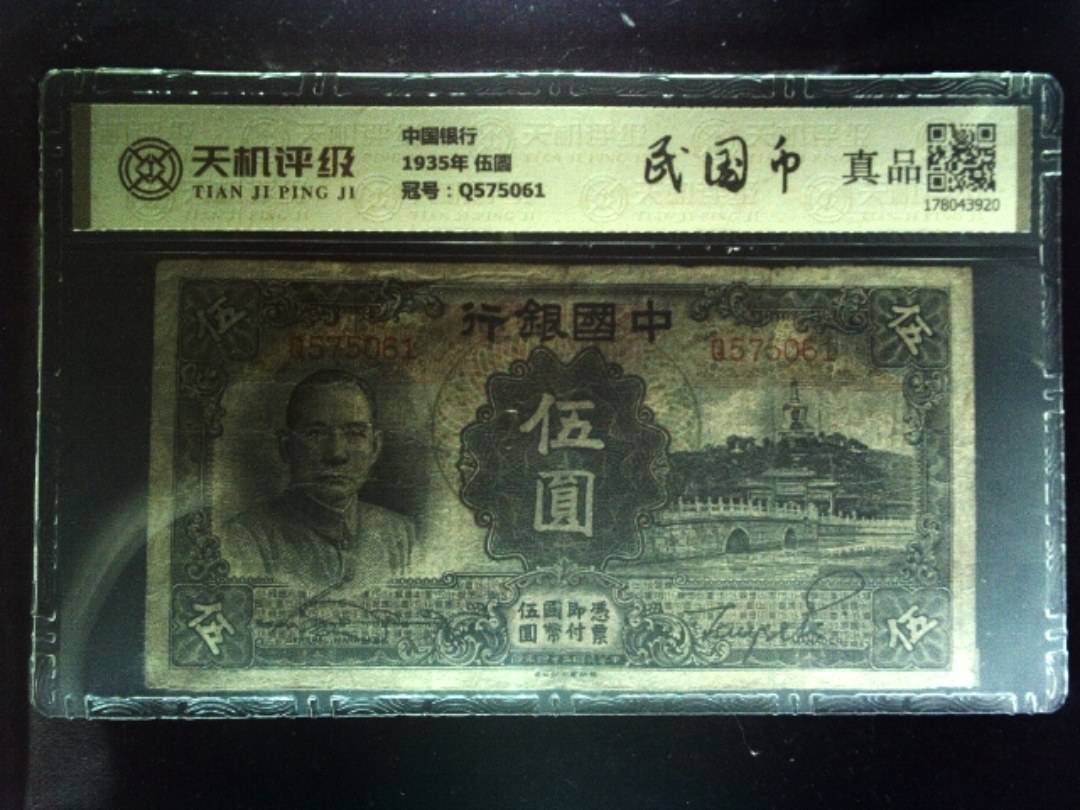 天机评级
TIAN JI PING JI
中国银行
1935年 伍圆
冠号：Q575061
民国币
真品
178043920
行銀國中
Q575061
Q575061
伍
伍
伍圓
憑票
即付
國幣
伍圓
伍
伍